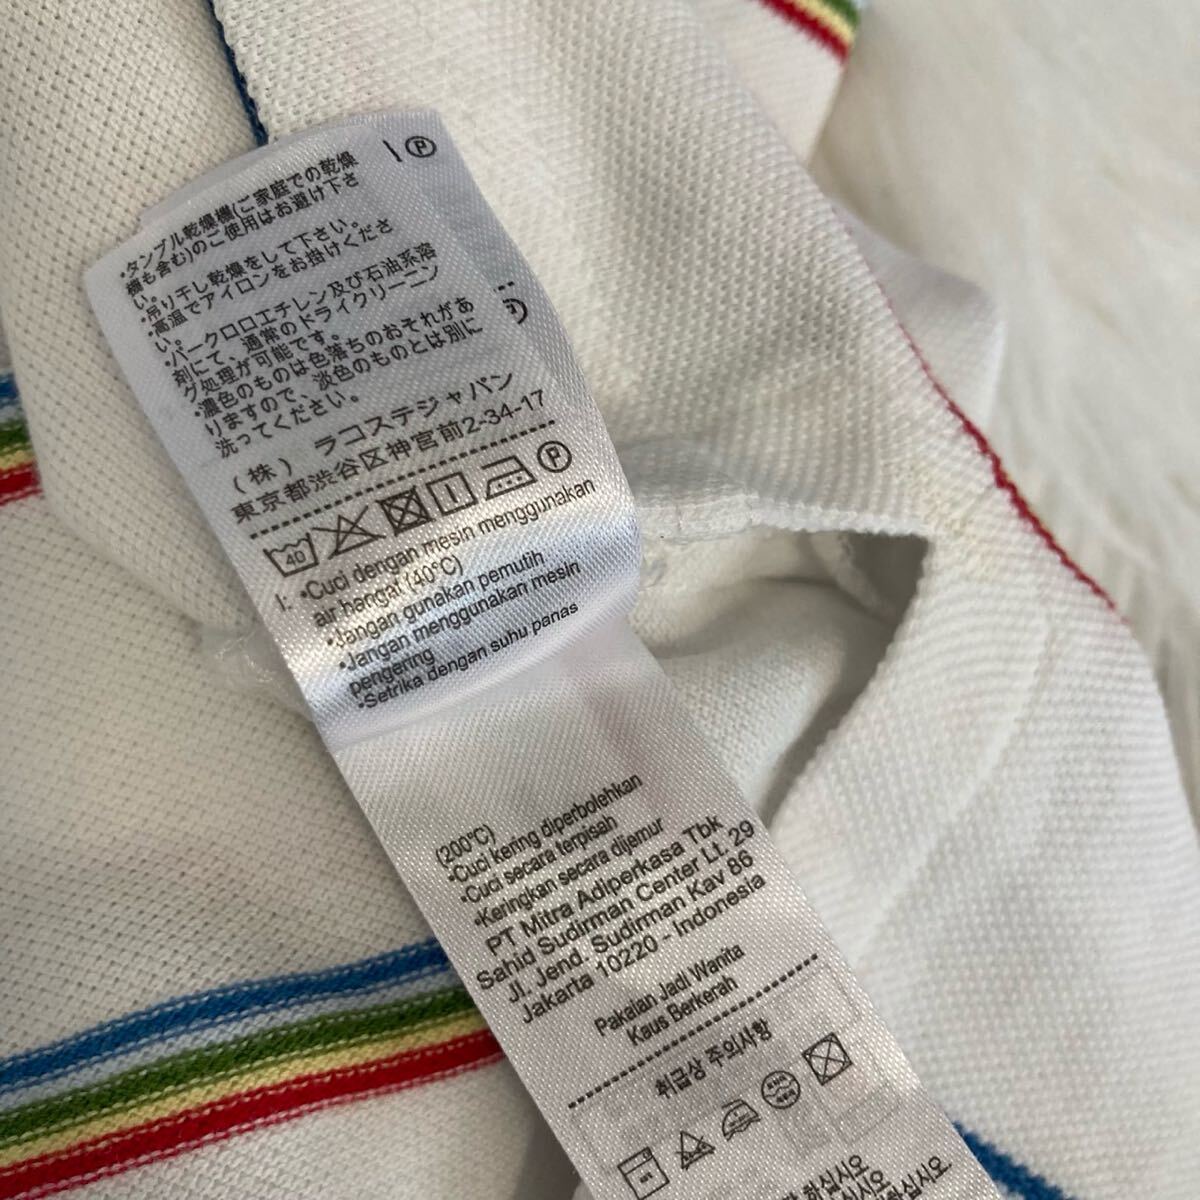 Ⓟ
•タンブル乾燥機(ご家庭での乾燥
機も含む)のご使用はお避け下さ
い。
•吊り干し乾燥をして下さい。
•高温でアイロンをお掛けくださ
い。
•パークロロエチレン及び石油系溶
剤にて、通常のドライクリーニン
グ処理が可能です。
•濃色のものは色落ちのおそれがあ
りますので、淡色のものとは別に
洗ってください。
(株) ラコステジャパン
東京都渋谷区神宮前2-34-17
40 P
I: •Cuci dengan mesin menggunakan
air hangat (40°C)
•Jangan gunakan pemutih
•Jangan menggunakan mesin
pengering
•Setrika dengan suhu panas
(200°C)
•Cuci kering diperbolehkan
•Cuci secara terpisah
•Keringkan secara dijemur
PT Mitra Adiperkasa Tbk
Sahid Sudirman Center Lt. 29
Jl. Jend. Sudirman Kav 86
Jakarta 10220 - Indonesia
Pakaian Jadi Wanita
Kaus Berkerah
취급상 주의사항
하십시오